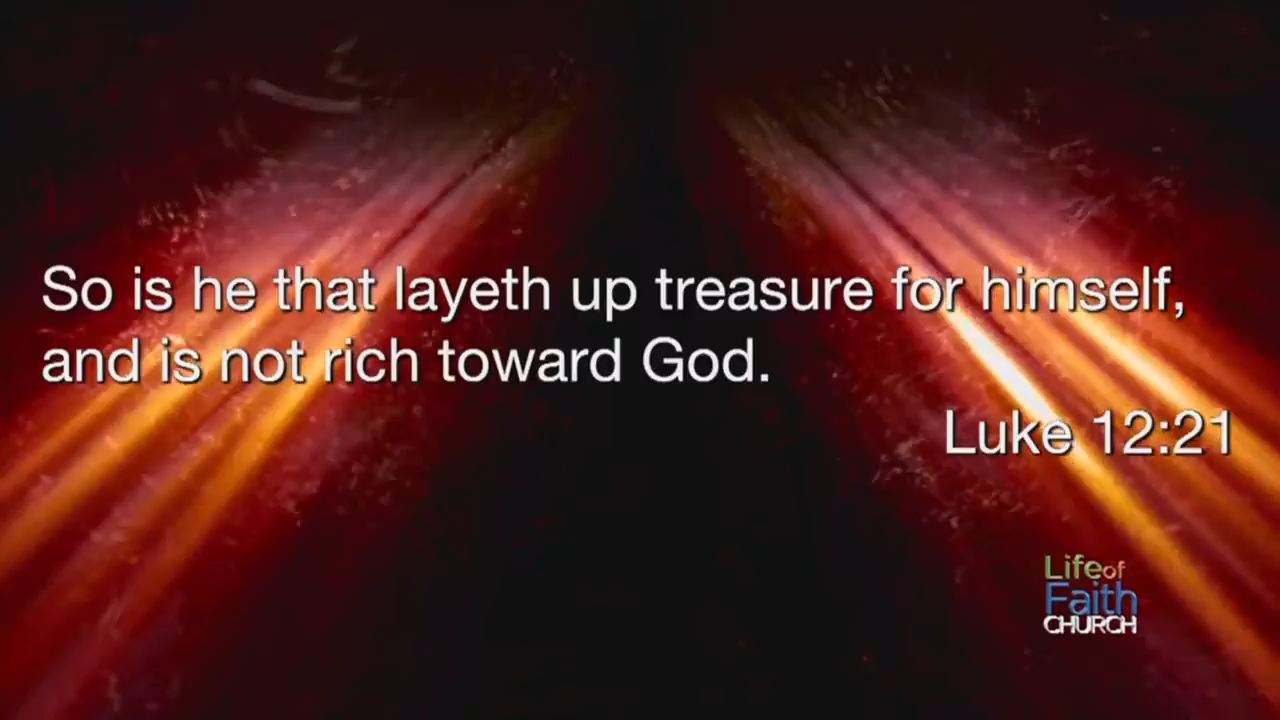 So is he that layeth up treasure for himself,
and is not rich toward God.
Luke 12:21
Life of
Faith
CHURCH